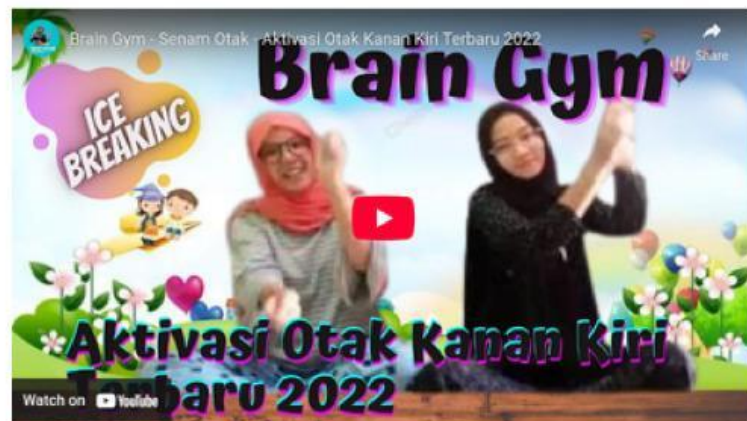 Brain Gym - Senam Otak - Aktivasi Otak Kanan Kiri Terbaru 2022
Share
Brain Gym
ICE
BREAKING
Aktivasi Otak Kanan Kiri
Terbaru 2022
Watch on YouTube